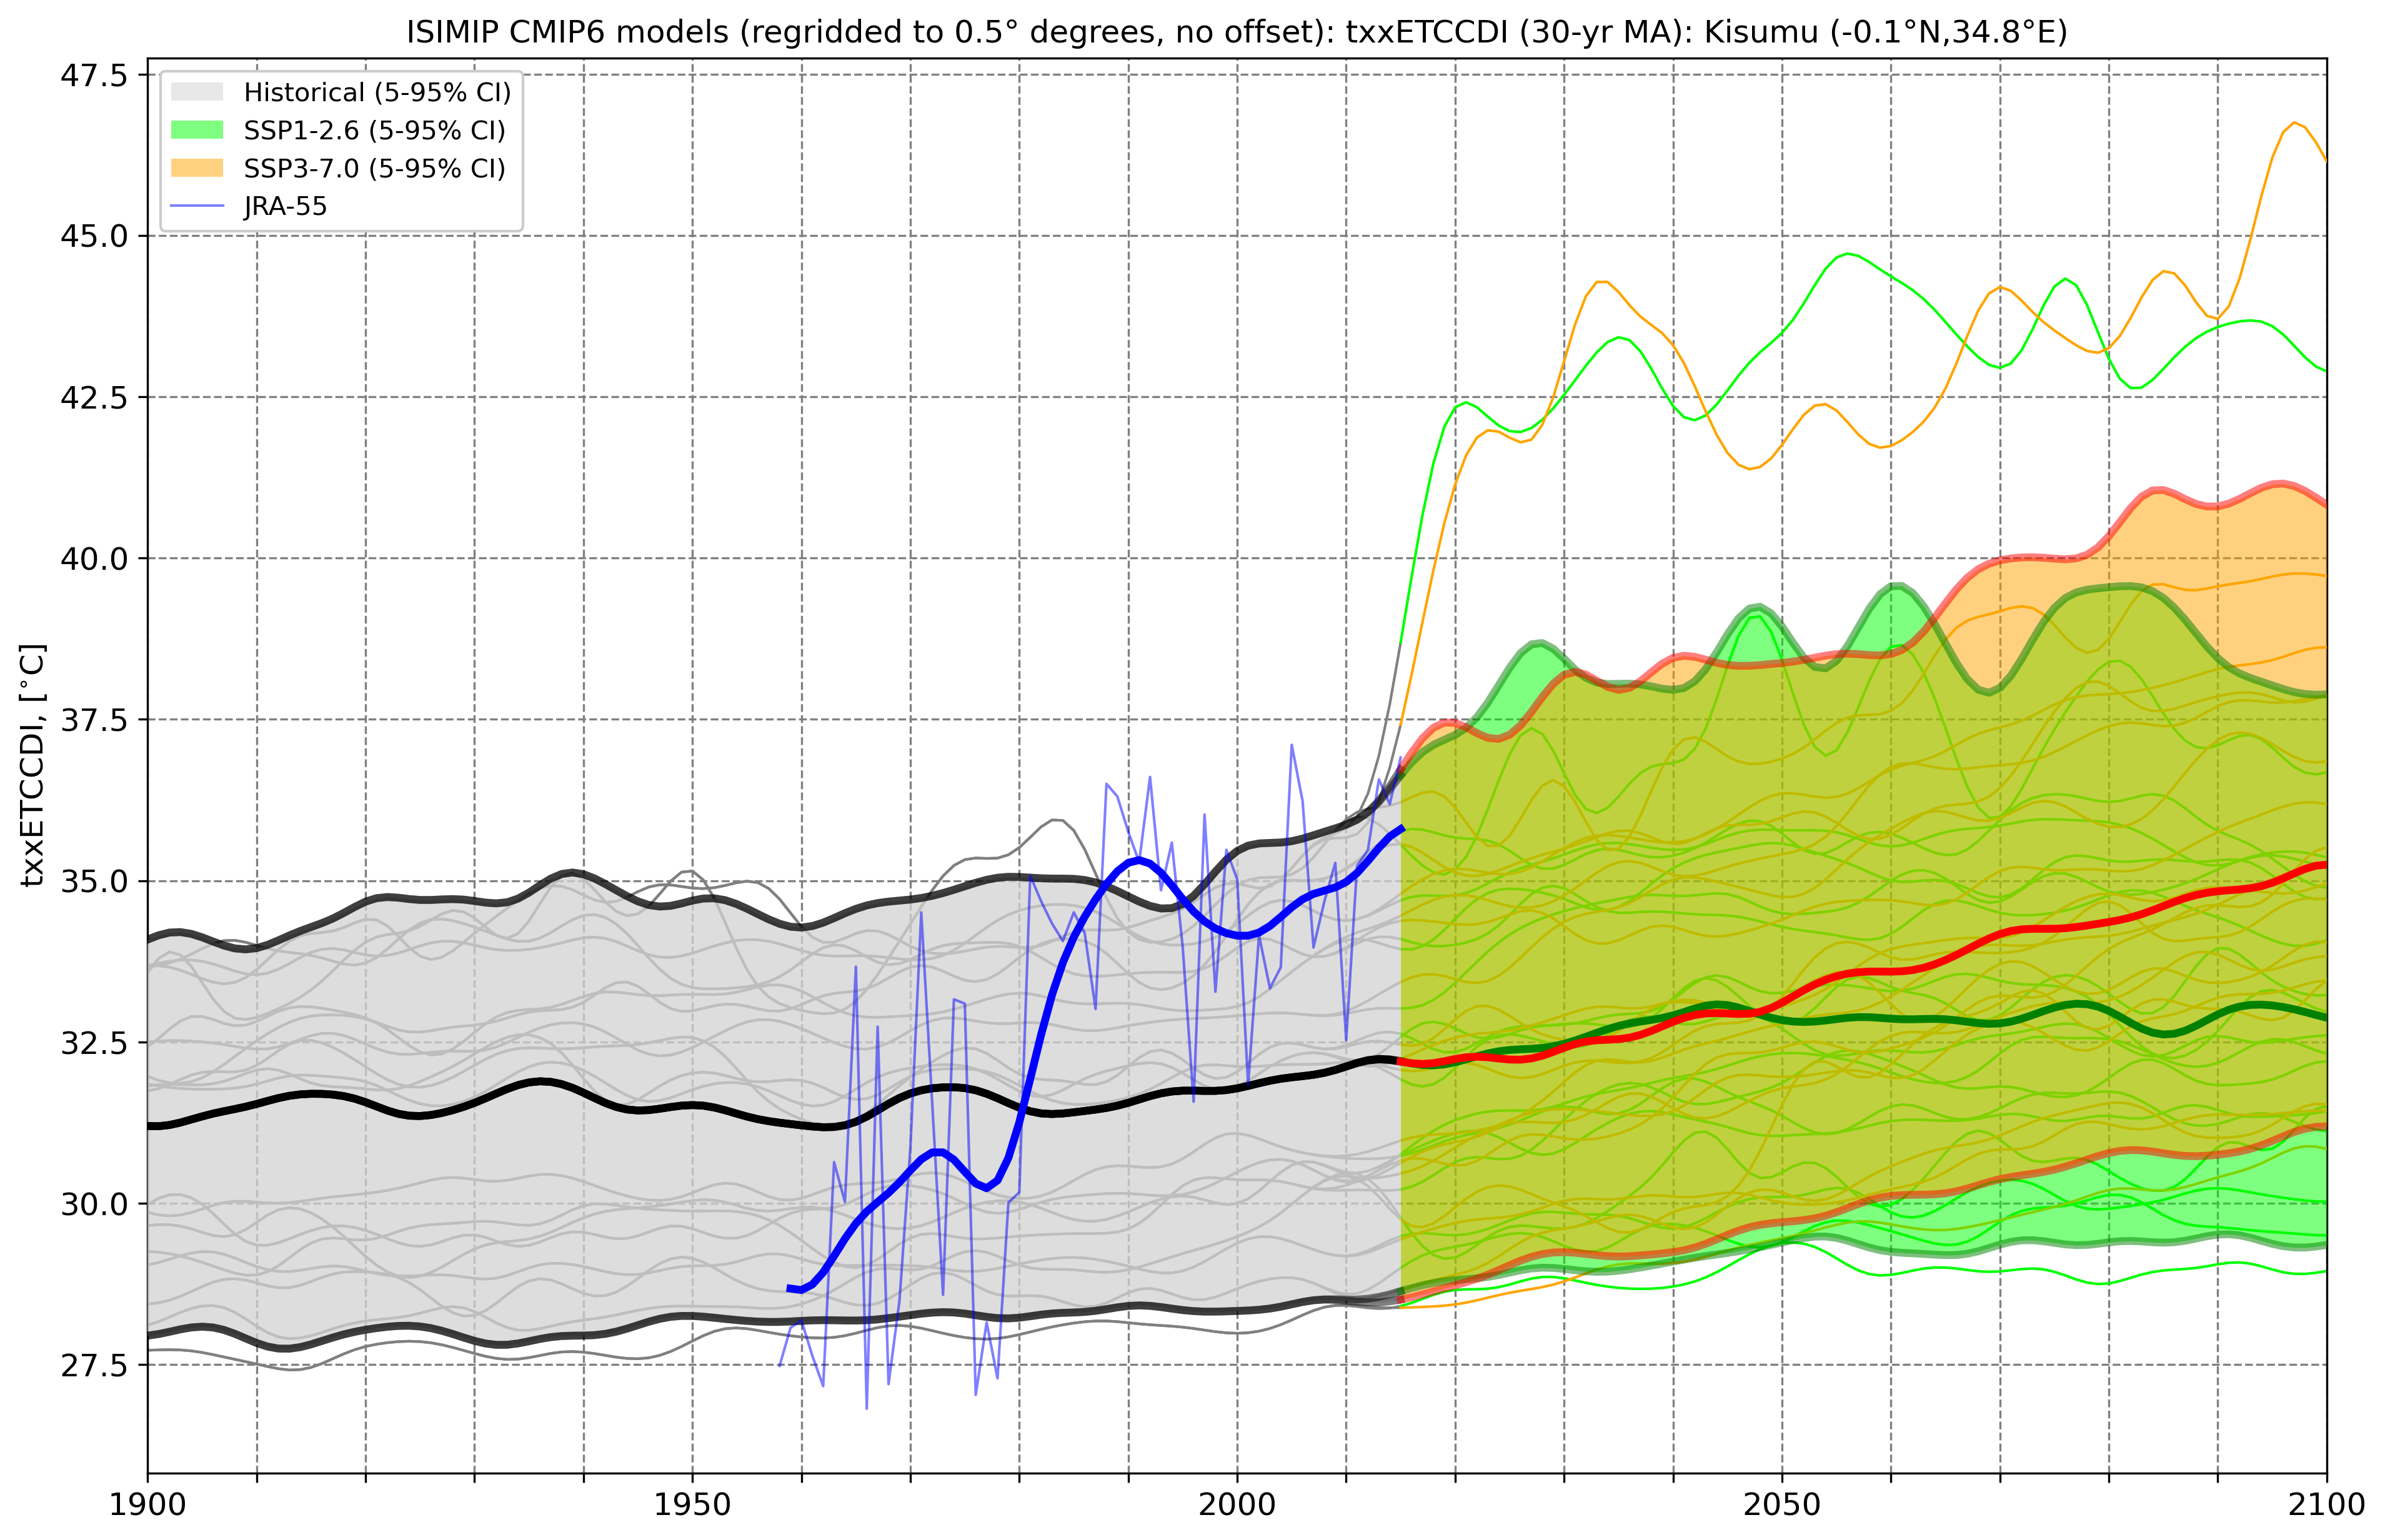 ISIMIP CMIP6 models (regridded to 0.5° degrees, no offset): txxETCCDI (30-yr MA): Kisumu (-0.1°N,34.8°E)
47.5
45.0
42.5
40.0
37.5
35.0
32.5
30.0
27.5
txxETCCDI, [°C]
Historical (5-95% CI)
SSP1-2.6 (5-95% CI)
SSP3-7.0 (5-95% CI)
JRA-55
1900
1950
2000
2050
2100